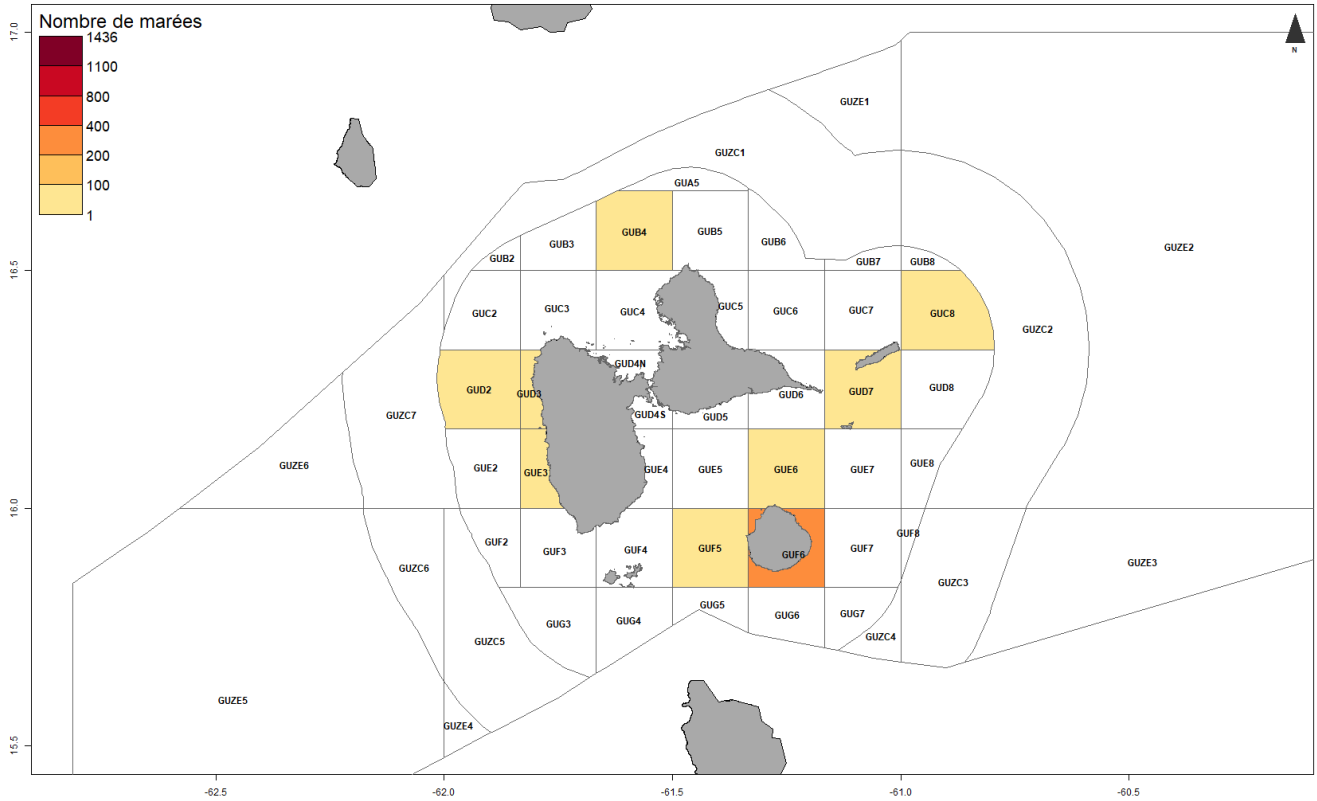 Nombre de marées
1436
1100
800
400
200
100
1
N
17.0
16.5
16.0
15.5
-62.5
-62.0
-61.5
-61.0
-60.5
GUZE1
GUZC1
GUA5
GUB4
GUB5
GUB3
GUB6
GUZE2
GUB2
GUB7
GUB8
GUC2
GUC3
GUC4
GUC5
GUC6
GUC7
GUC8
GUZC2
GUD4N
GUD2
GUD3
GUD6
GUD7
GUD8
GUZC7
GUD4S
GUD5
GUZE6
GUE2
GUE3
GUE4
GUE5
GUE6
GUE7
GUE8
GUF2
GUF3
GUF4
GUF5
GUF6
GUF7
GUF8
GUZE3
GUZC6
GUZC3
GUG3
GUG4
GUG5
GUG6
GUG7
GUZC5
GUZC4
GUZE5
GUZE4